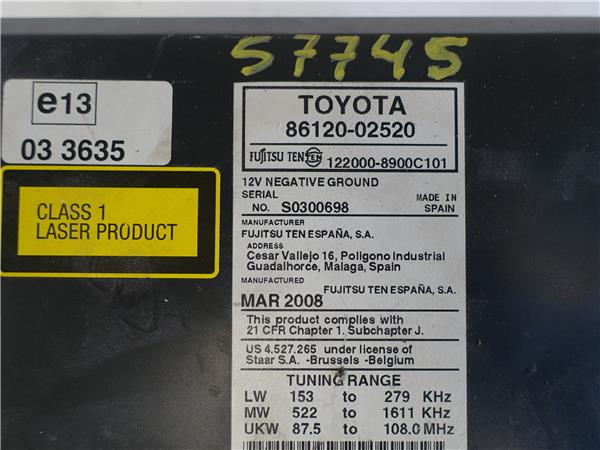 57745
e13
03 3635
CLASS 1
LASER PRODUCT
TOYOTA
86120-02520
FUJITSU TEN TEN 122000-8900C101
12V NEGATIVE GROUND
SERIAL
NO. S0300698
MADE IN
SPAIN
MANUFACTURER
FUJITSU TEN ESPAÑA, S.A.
ADDRESS
Cesar Vallejo 16, Poligono Industrial
Guadalhorce, Malaga, Spain
MANUFACTURED
FUJITSU TEN ESPAÑA, S.A.
MAR 2008
This product complies with
21 CFR Chapter 1. Subchapter J.
US 4.527.265 under license of
Staar S.A. -Brussels -Belgium
TUNING RANGE
LW 153 to 279 KHz
MW 522 to 1611 KHz
UKW 87.5 to 108.0 MHz